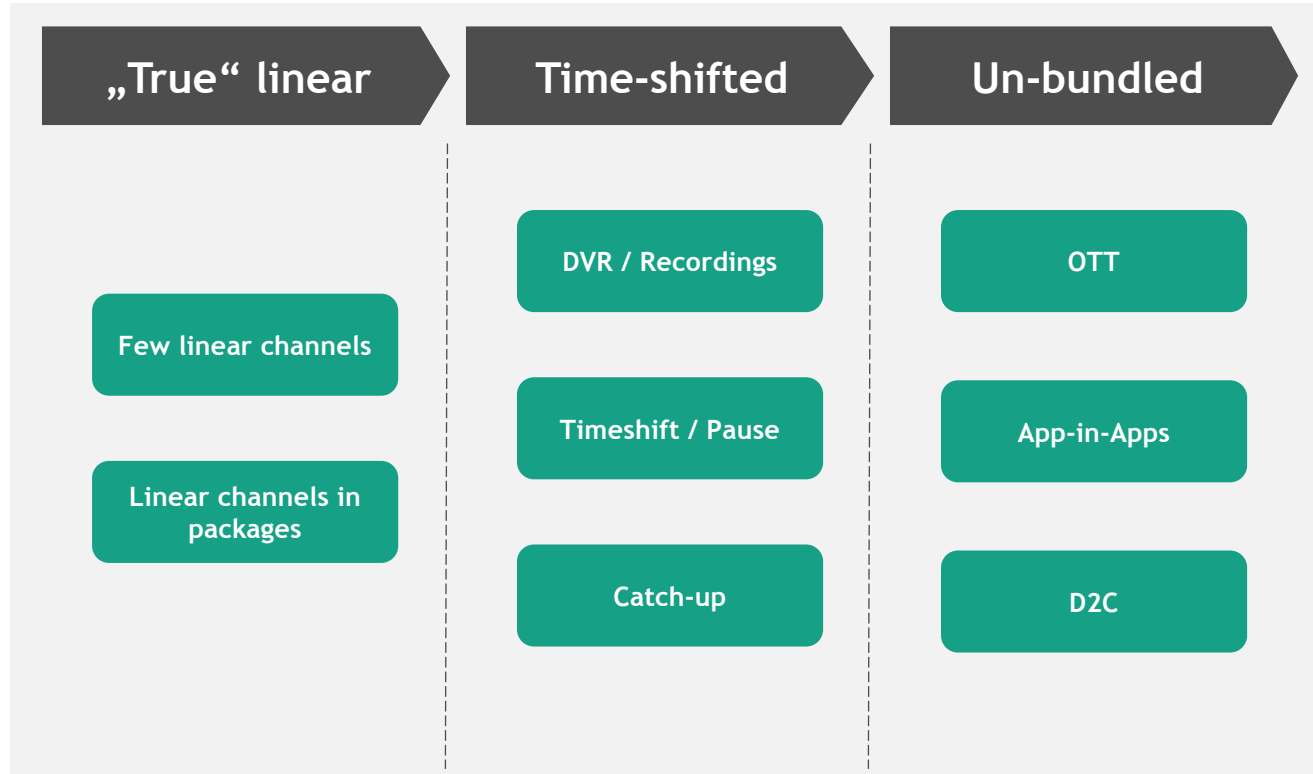 „True“ linear
Time-shifted
Un-bundled
Few linear channels
Linear channels in
packages
DVR / Recordings
Timeshift / Pause
Catch-up
OTT
App-in-Apps
D2C